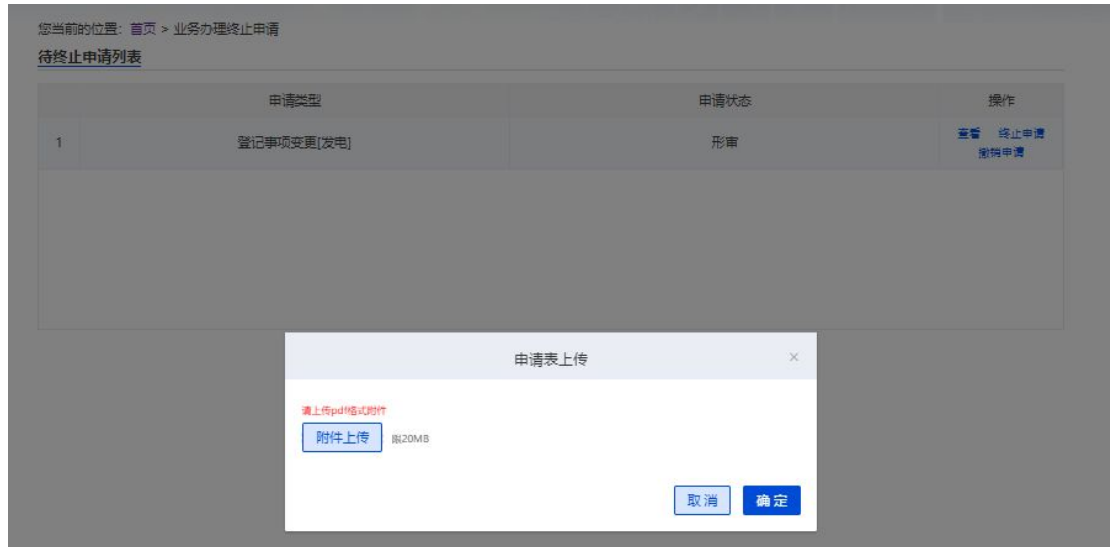 您当前的位置：首页 > 业务办理终止申请
待终止申请列表
申请类型 申请状态 操作
1 登记事项变更[发电] 形审 查看 终止申请
撤销申请
申请表上传 ×
请上传pdf格式附件
附件上传 限20MB
取消 确定